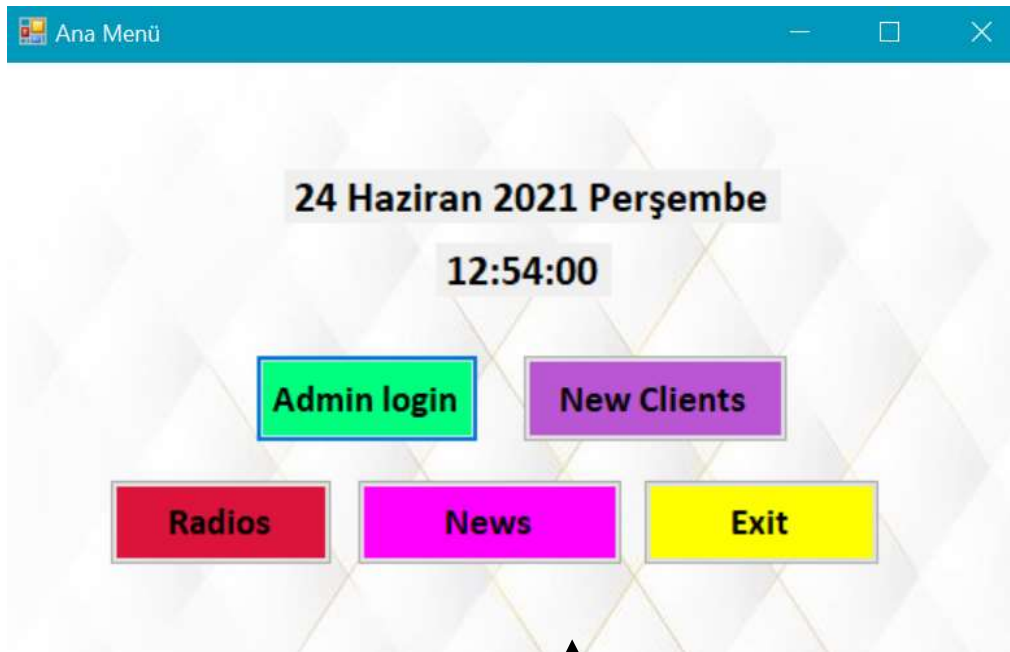 Ana Menü
24 Haziran 2021 Perşembe
12:54:00
Admin login New Clients
Radios News Exit